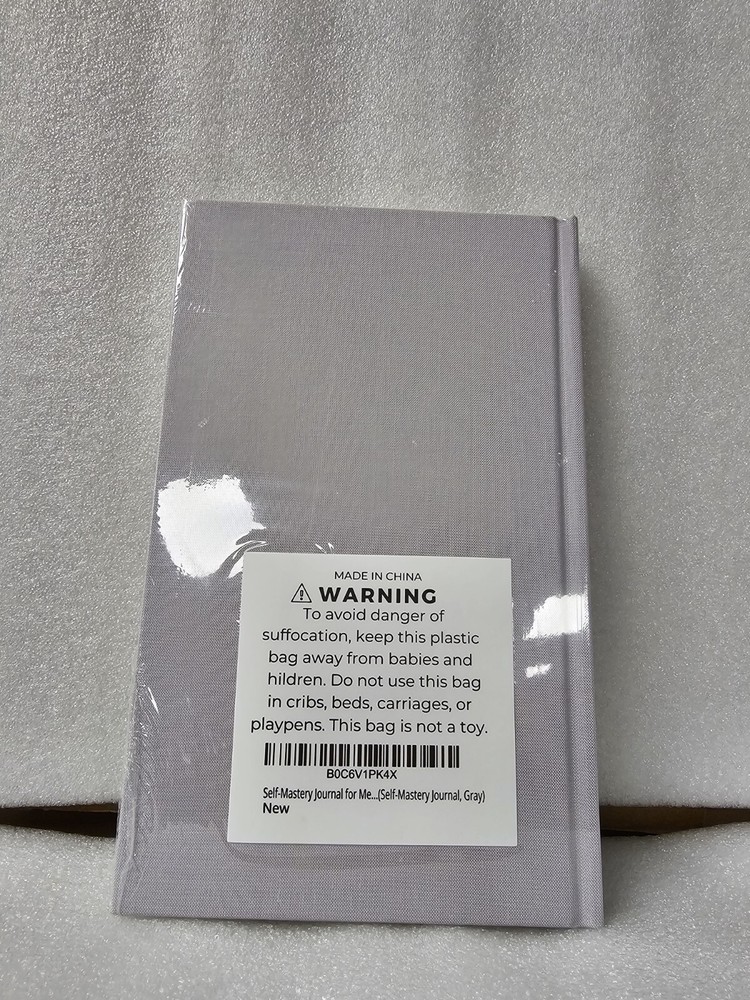 MADE IN CHINA
⚠ WARNING
To avoid danger of
suffocation, keep this plastic
bag away from babies and
hildren. Do not use this bag
in cribs, beds, carriages, or
playpens. This bag is not a toy.
B0C6V1PK4X
Self-Mastery Journal for Me...(Self-Mastery Journal, Gray)
New